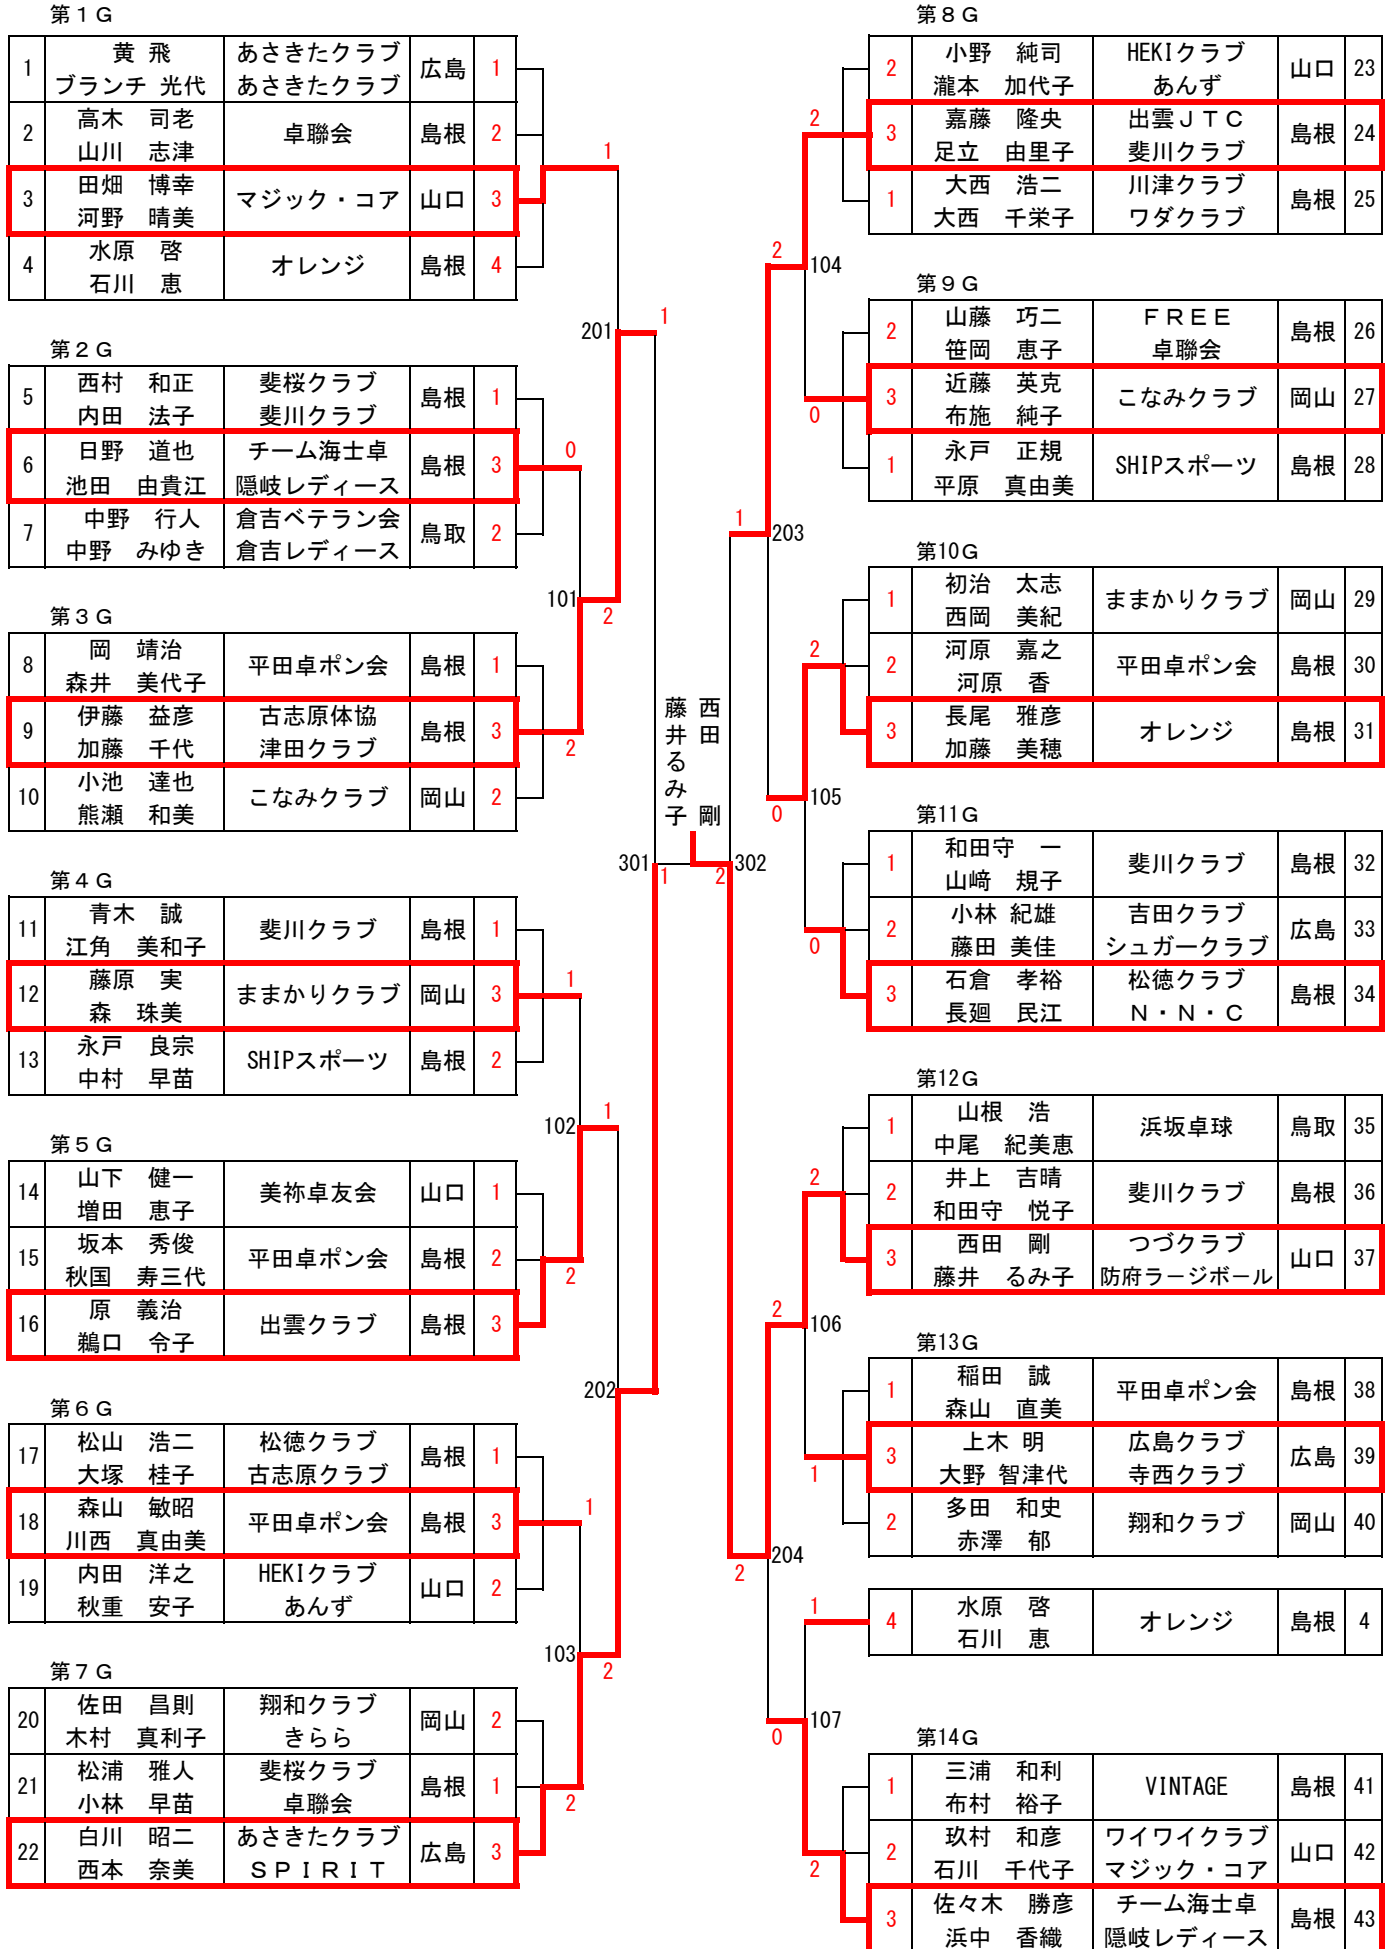 第１G
1 黄 飛 あさきたクラブ 広島 1
ブランチ 光代 あさきたクラブ
2 高木 司老 卓聯会 島根 2
山川 志津
3 田畑 博幸 マジック・コア 山口 3
河野 晴美
4 水原 啓 オレンジ 島根 4
石川 恵
1
第２G
5 西村 和正 斐桜クラブ 島根 1
内田 法子 斐川クラブ
6 日野 道也 チーム海士卓 島根 3
池田 由貴江 隠岐レディース
7 中野 行人 倉吉ベテラン会 鳥取 2
中野 みゆき 倉吉レディース
201
1
0
101
2
第３G
8 岡 靖治 平田卓ポン会 島根 1
森井 美代子
9 伊藤 益彦 古志原体協 島根 3
加藤 千代 津田クラブ
10 小池 達也 こなみクラブ 岡山 2
熊瀬 和美
2
第４G
11 青木 誠 斐川クラブ 島根 1
江角 美和子
12 藤原 実 ままかりクラブ 岡山 3
森 珠美
13 永戸 良宗 SHIPスポーツ 島根 2
中村 早苗
1
102
1
第５G
14 山下 健一 美祢卓友会 山口 1
増田 恵子
15 坂本 秀俊 平田卓ポン会 島根 2
秋国 寿三代
16 原 義治 出雲クラブ 島根 3
鵜口 令子
2
202
第６G
17 松山 浩二 松徳クラブ 島根 1
大塚 桂子 古志原クラブ
18 森山 敏昭 平田卓ポン会 島根 3
川西 真由美
19 内田 洋之 HEKIクラブ 山口 2
秋重 安子 あんず
1
103
2
第７G
20 佐田 昌則 翔和クラブ 岡山 2
木村 真利子 きらら
21 松浦 雅人 斐桜クラブ 島根 1
小林 早苗 卓聯会
22 白川 昭二 あさきたクラブ 広島 3
西本 奈美 ＳＰＩＲＩＴ
2
西田 剛
藤井るみ子
301
1
2
302
第８G
2 小野 純司 HEKIクラブ 山口 23
瀧本 加代子 あんず
3 嘉藤 隆央 出雲ＪＴＣ 島根 24
足立 由里子 斐川クラブ
1 大西 浩二 川津クラブ 島根 25
大西 千栄子 ワダクラブ
2
2
104
第９G
2 山藤 巧二 ＦＲＥＥ 島根 26
笹岡 恵子 卓聯会
3 近藤 英克 こなみクラブ 岡山 27
布施 純子
1 永戸 正規 SHIPスポーツ 島根 28
平原 真由美
0
1
203
第10G
1 初治 太志 ままかりクラブ 岡山 29
西岡 美紀
2 河原 嘉之 平田卓ポン会 島根 30
河原 香
3 長尾 雅彦 オレンジ 島根 31
加藤 美穂
2
105
0
第11G
1 和田守 一 斐川クラブ 島根 32
山﨑 規子
2 小林 紀雄 吉田クラブ 広島 33
藤田 美佳 シュガークラブ
3 石倉 孝裕 松徳クラブ 島根 34
長廻 民江 Ｎ・Ｎ・Ｃ
0
第12G
1 山根 浩 浜坂卓球 鳥取 35
中尾 紀美恵
2 井上 吉晴 斐川クラブ 島根 36
和田守 悦子
3 西田 剛 つづクラブ 山口 37
藤井 るみ子 防府ラージボール
2
2
106
第13G
1 稲田 誠 平田卓ポン会 島根 38
森山 直美
3 上木 明 広島クラブ 広島 39
大野 智津代 寺西クラブ
2 多田 和史 翔和クラブ 岡山 40
赤澤 郁
1
204
2
4 水原 啓 オレンジ 島根 4
石川 恵
1
107
0
第14G
1 三浦 和利 VINTAGE 島根 41
布村 裕子
2 玖村 和彦 ワイワイクラブ 山口 42
石川 千代子 マジック・コア
3 佐々木 勝彦 チーム海士卓 島根 43
浜中 香織 隠岐レディース
2